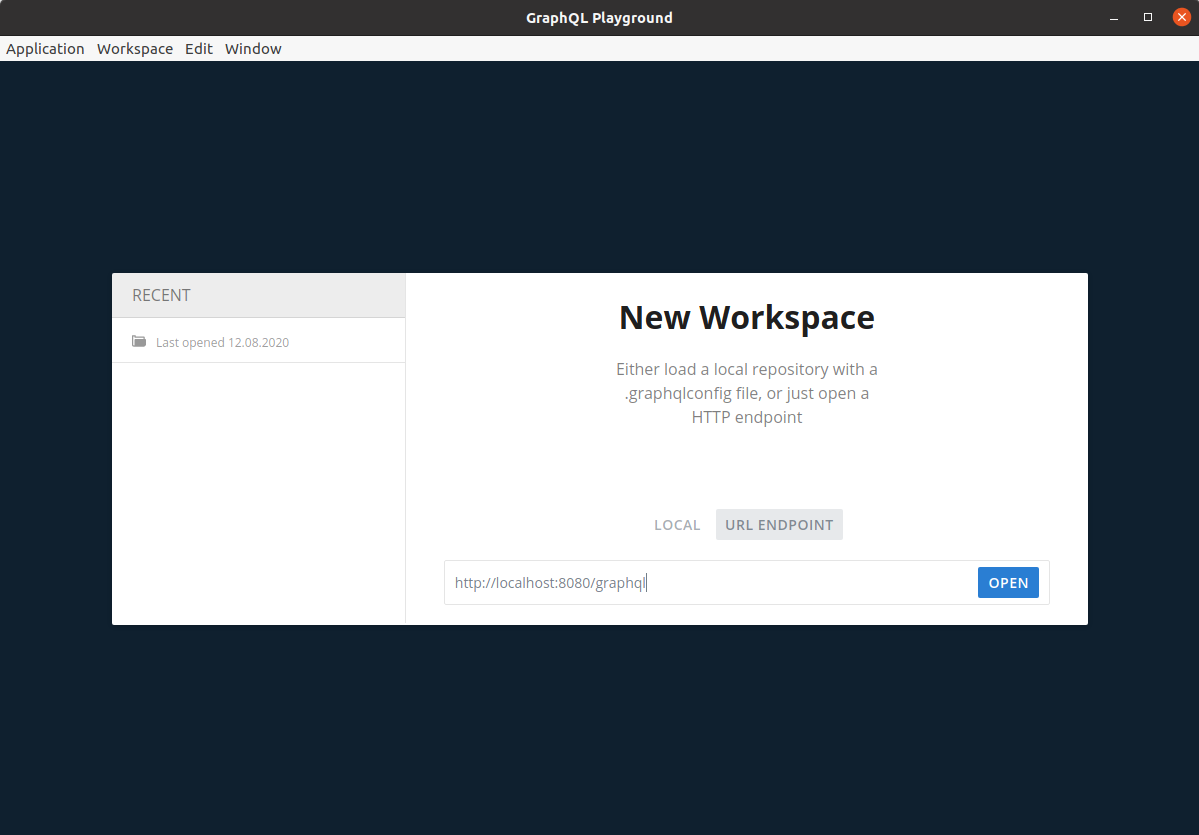 GraphQL Playground
Application Workspace Edit Window
RECENT
Last opened 12.08.2020
New Workspace
Either load a local repository with a
.graphqlconfig file, or just open a
HTTP endpoint
LOCAL URL ENDPOINT
http://localhost:8080/graphql OPEN